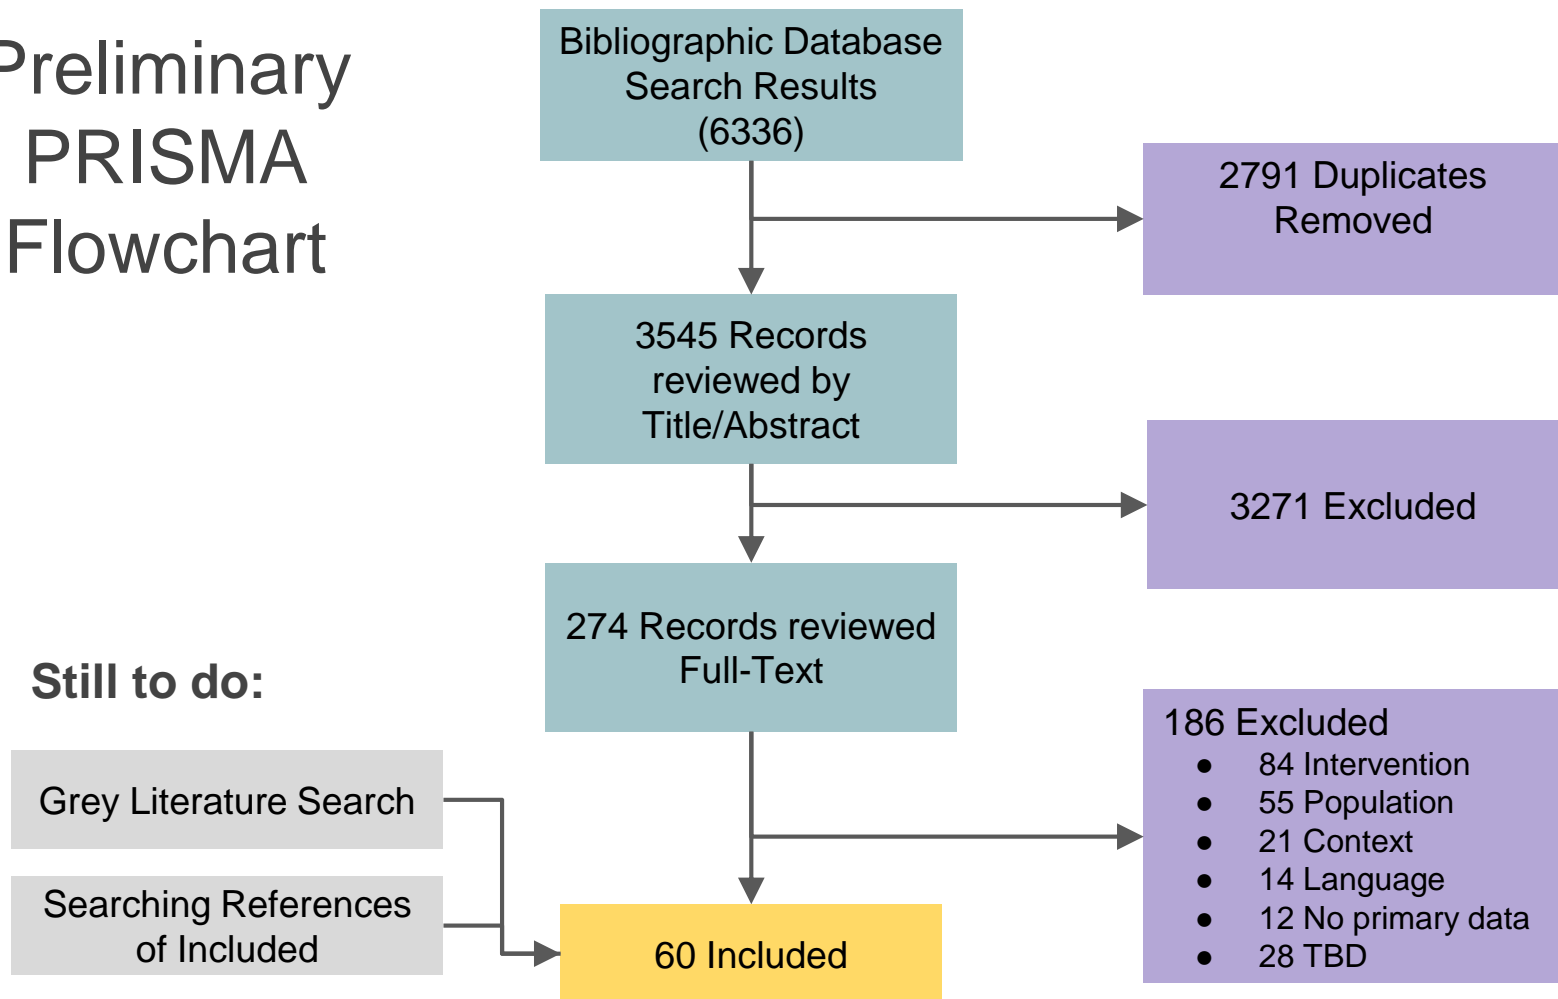 Preliminary
PRISMA
Flowchart
Bibliographic Database
Search Results
(6336)
2791 Duplicates
Removed
3545 Records
reviewed by
Title/Abstract
3271 Excluded
274 Records reviewed
Full-Text
Still to do:
Grey Literature Search
Searching References
of Included
186 Excluded
● 84 Intervention
● 55 Population
● 21 Context
● 14 Language
● 12 No primary data
● 28 TBD
60 Included